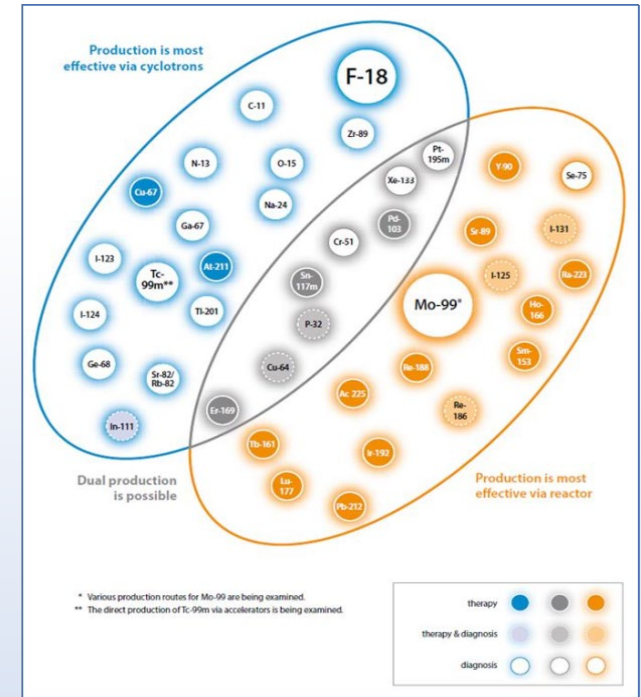 Production is most
effective via cyclotrons
F-18
C-11
Zr-89
Pt-
195m
N-13
O-15
Xe-133
Y-90
Se-75
Cu-67
Na-24
Pd-
103
Ga-67
Cr-51
Sr-89
I-131
I-123
Tc-
99m**
At-211
Sn-
117m
I-125
Ra-223
Mo-99*
I-124
Tl-201
P-32
Ho-
166
Sm-
153
Ge-68
Sr-82/
Rb-82
Cu-64
Re-188
Ac 225
Re-
186
In-111
Er-169
Tb-161
Ir-192
Dual production
is possible
Lu-
177
Pb-212
Production is most
effective via reactor
* Various production routes for Mo-99 are being examined.
** The direct production of Tc-99m via accelerators is being examined.
therapy
therapy & diagnosis
diagnosis